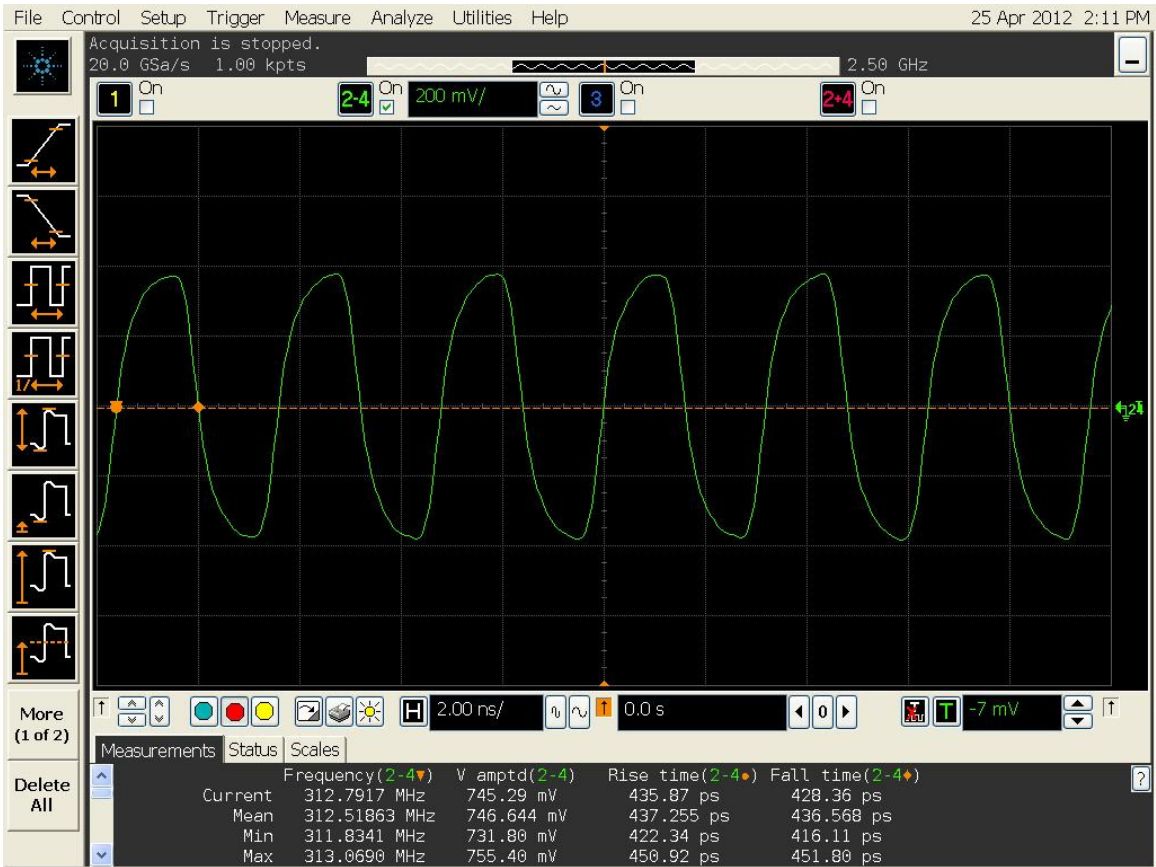 File Control Setup Trigger Measure Analyze Utilities Help 25 Apr 2012 2:11 PM
Acquisition is stopped.
20.0 GSa/s 1.00 kpts 2.50 GHz
1 On 2-4 On 200 mV/ 3 On 2+4 On
1/
H 2.00 ns/ 0.0 s 0 T -7 mV
More
(1 of 2)
Delete
All
Measurements Status Scales
Frequency(2-4▼) V amptd(2-4) Rise time(2-4●) Fall time(2-4◆) ?
Current 312.7917 MHz 745.29 mV 435.87 ps 428.36 ps
Mean 312.51863 MHz 746.644 mV 437.255 ps 436.568 ps
Min 311.8341 MHz 731.80 mV 422.34 ps 416.11 ps
Max 313.0690 MHz 755.40 mV 450.92 ps 451.80 ps